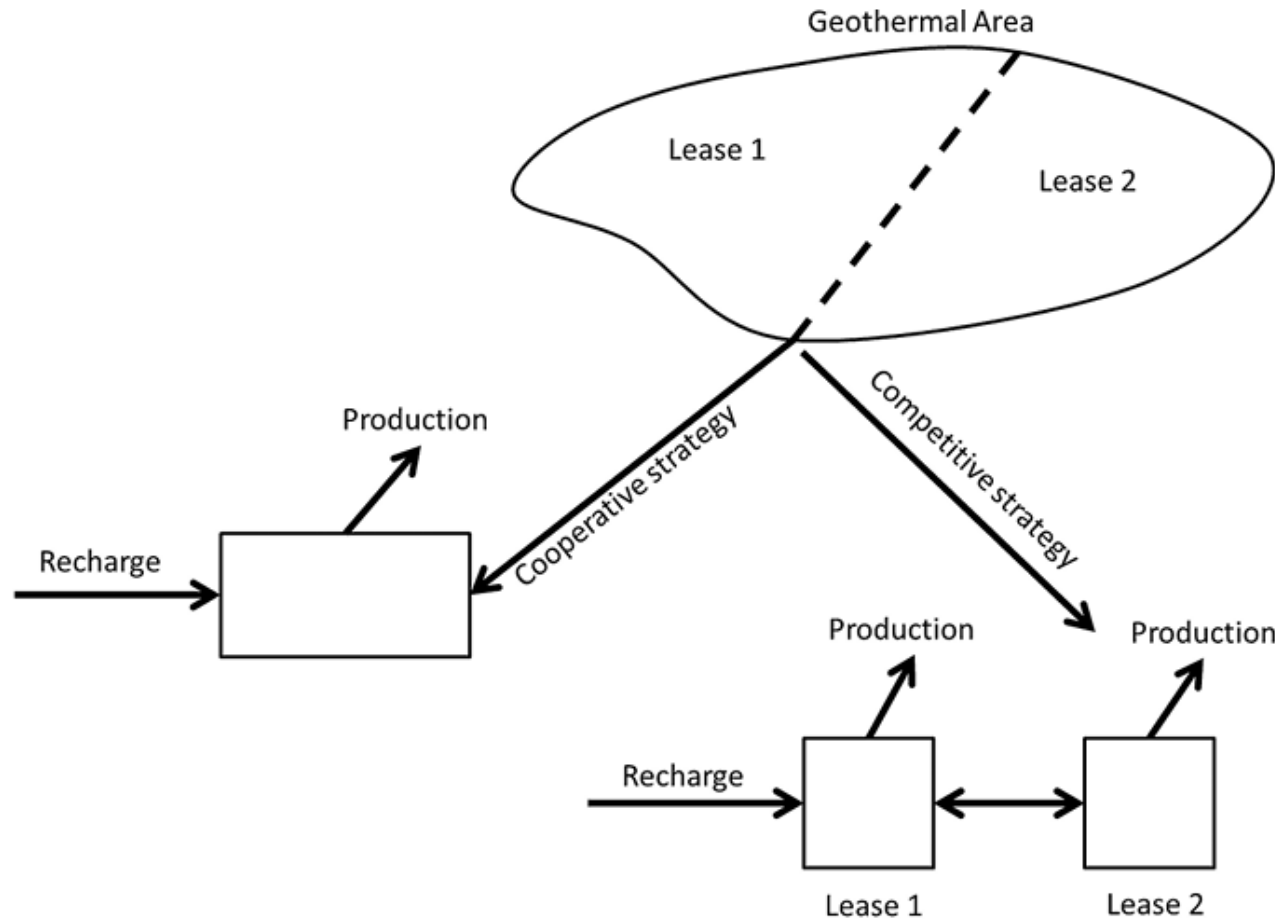 Geothermal Area
Lease 1
Lease 2
Cooperative strategy
Competitive strategy
Production
Recharge
Production
Production
Recharge
Lease 1
Lease 2